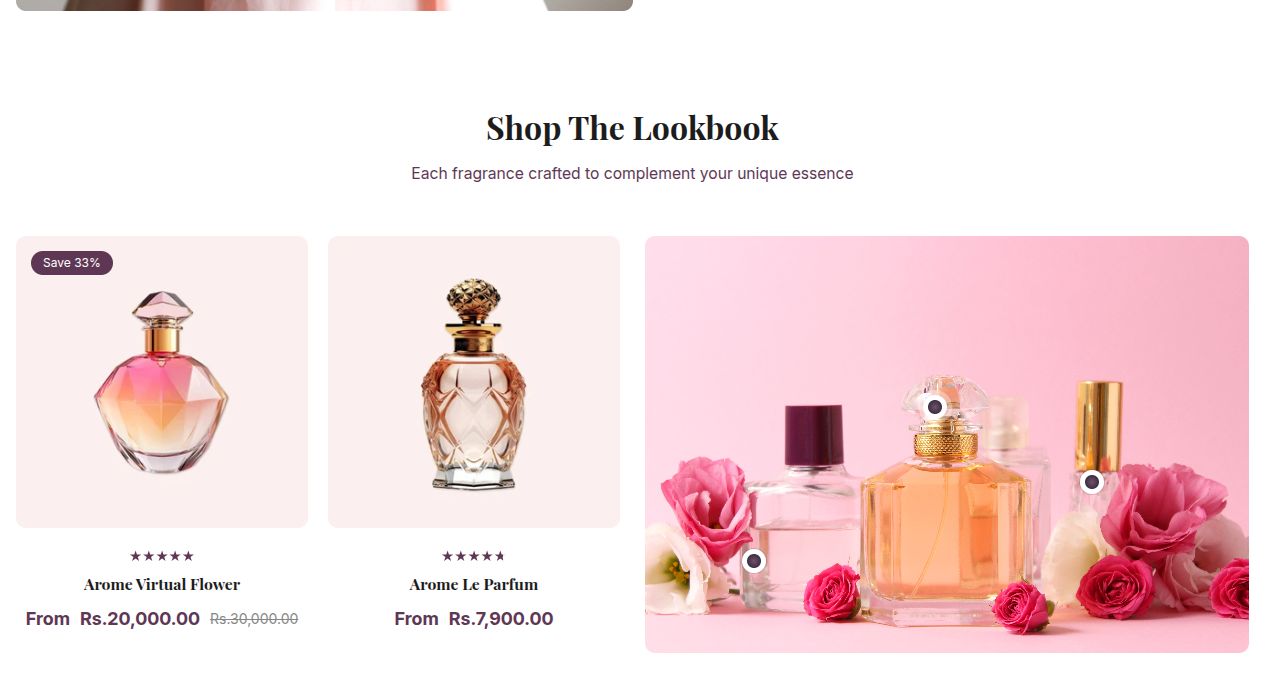 Shop The Lookbook
Each fragrance crafted to complement your unique essence
Save 33%
★★★★★
Arome Virtual Flower
From Rs.20,000.00 Rs.30,000.00
Arome Le Parfum
From Rs.7,900.00